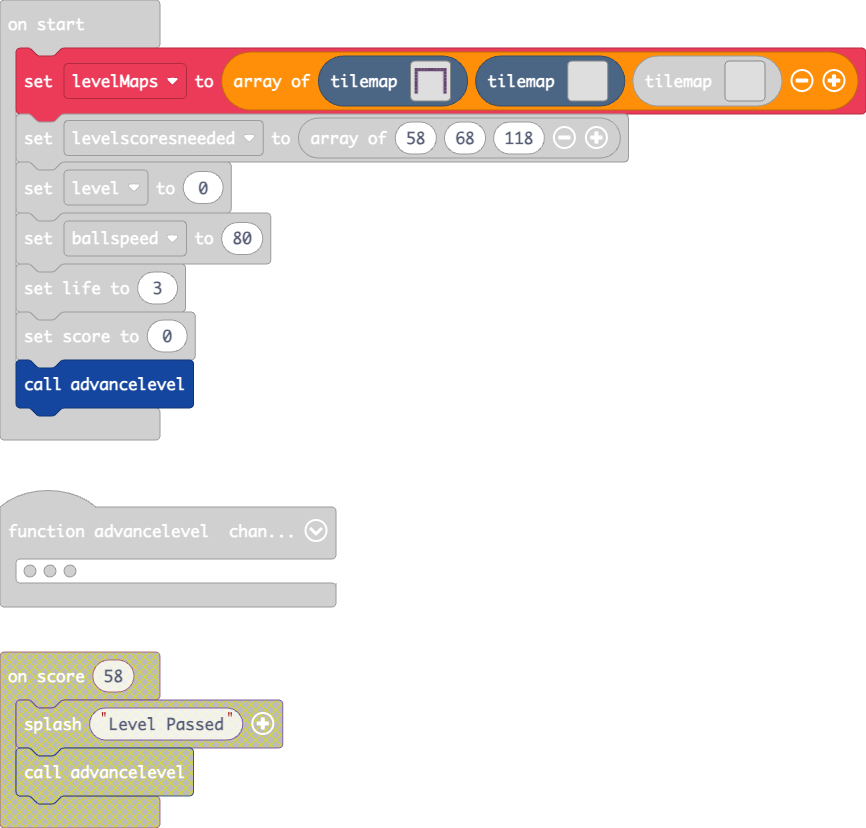 on start
set levelMaps to array of tilemap tilemap tilemap
set levelscoresneeded to array of 58 68 118
set level to 0
set ballspeed to 80
set life to 3
set score to 0
call advancelevel
function advancelevel chan...
on score 58
splash "Level Passed"
call advancelevel